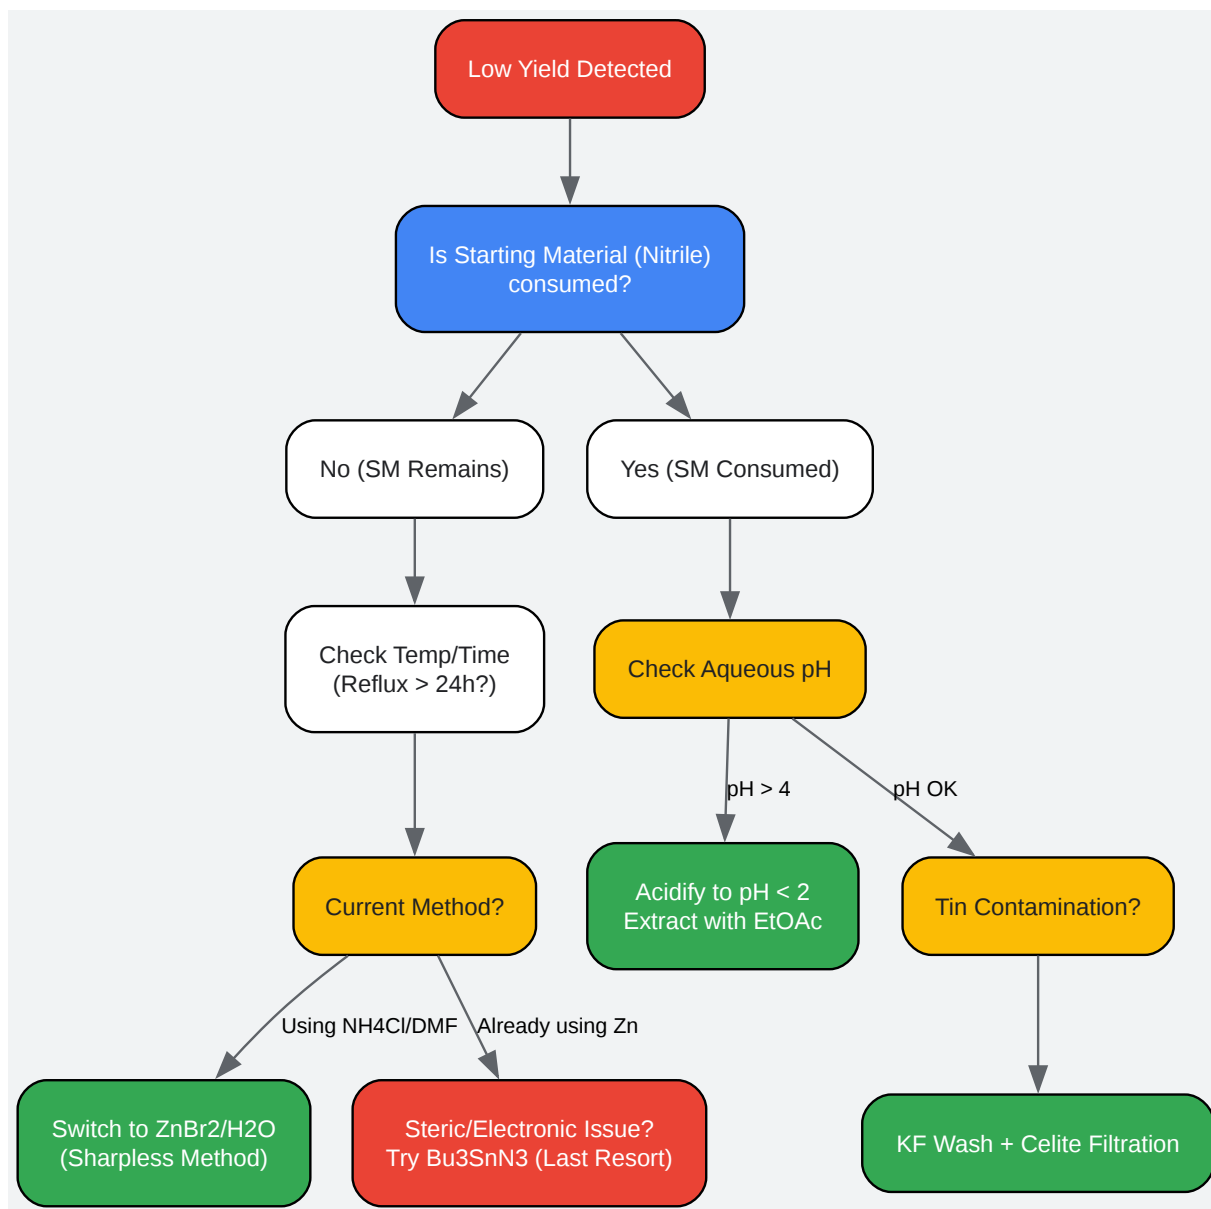 Low Yield Detected
Is Starting Material (Nitrile)
consumed?
No (SM Remains)
Yes (SM Consumed)
Check Temp/Time
(Reflux > 24h?)
Check Aqueous pH
pH > 4
pH OK
Current Method?
Acidify to pH < 2
Extract with EtOAc
Tin Contamination?
Using NH4Cl/DMF
Already using Zn
Switch to ZnBr2/H2O
(Sharpless Method)
Steric/Electronic Issue?
Try Bu3SnN3 (Last Resort)
KF Wash + Celite Filtration